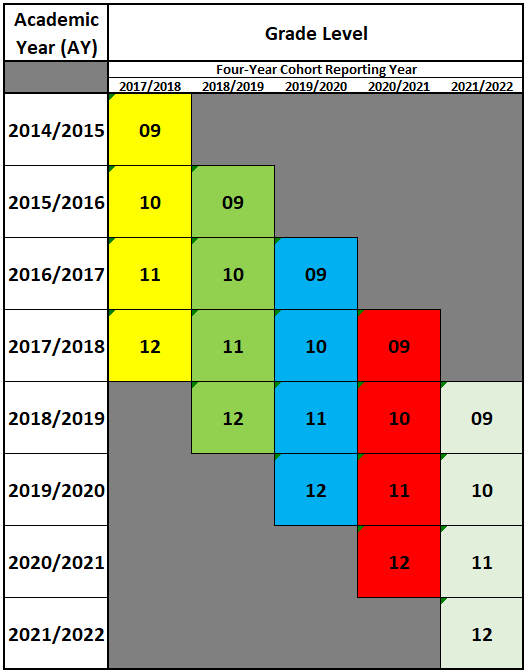 Academic
Year (AY)
Grade Level
Four-Year Cohort Reporting Year
2017/2018 2018/2019 2019/2020 2020/2021 2021/2022
2014/2015 09
2015/2016 10 09
2016/2017 11 10 09
2017/2018 12 11 10 09
2018/2019 12 11 10 09
2019/2020 12 11 10
2020/2021 12 11
2021/2022 12